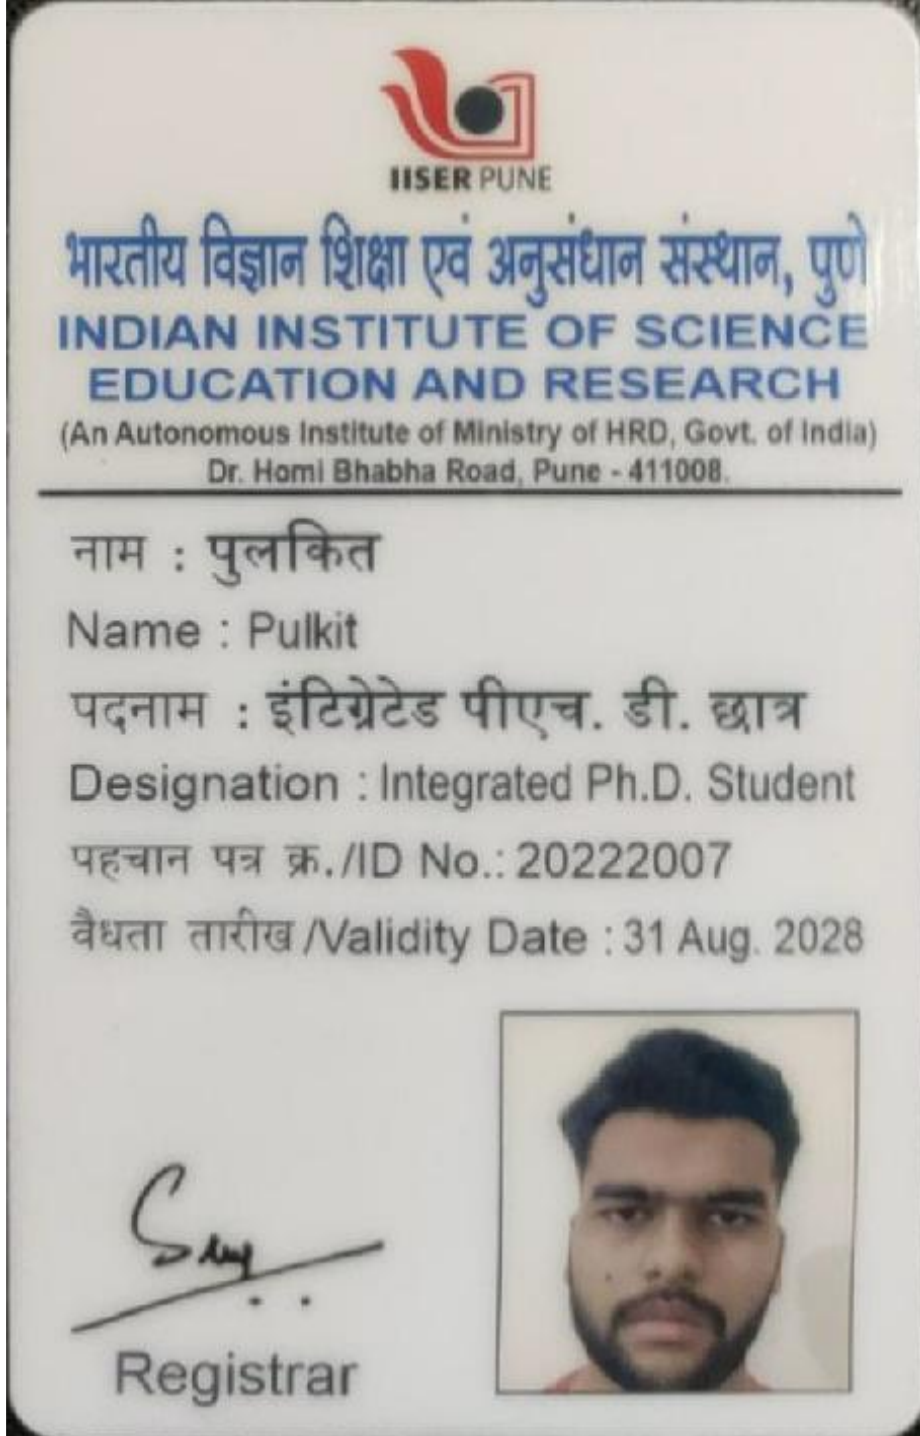 IISER PUNE
भारतीय विज्ञान शिक्षा एवं अनुसंधान संस्थान, पुणे
INDIAN INSTITUTE OF SCIENCE
EDUCATION AND RESEARCH
(An Autonomous Institute of Ministry of HRD, Govt. of India)
Dr. Homi Bhabha Road, Pune - 411008.
नाम : पुलकित
Name : Pulkit
पदनाम : इंटिग्रेटेड पीएच. डी. छात्र
Designation : Integrated Ph.D. Student
पहचान पत्र क्र./ID No.: 20222007
वैधता तारीख /Validity Date : 31 Aug. 2028
Registrar